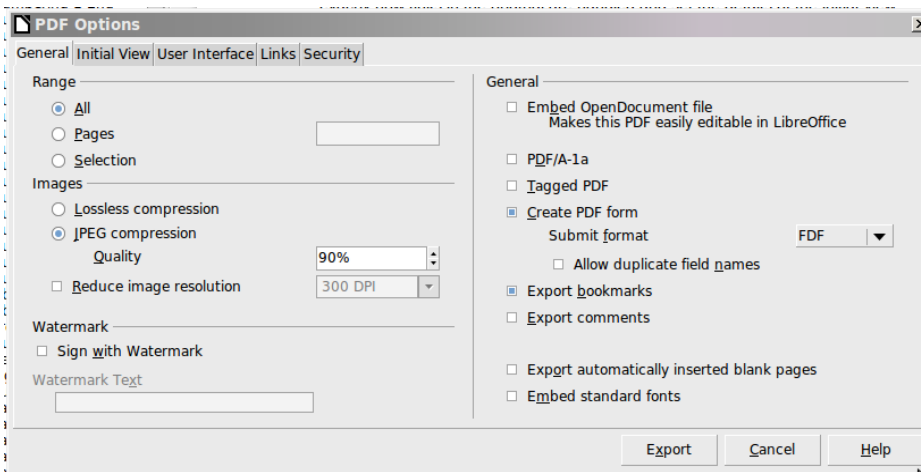 PDF Options
General Initial View User Interface Links Security
Range
All
Pages
Selection
Images
Lossless compression
JPEG compression
Quality 90%
Reduce image resolution 300 DPI
Watermark
Sign with Watermark
Watermark Text
General
Embed OpenDocument file
Makes this PDF easily editable in LibreOffice
PDF/A-1a
Tagged PDF
Create PDF form
Submit format FDF
Allow duplicate field names
Export bookmarks
Export comments
Export automatically inserted blank pages
Embed standard fonts
Export Cancel Help